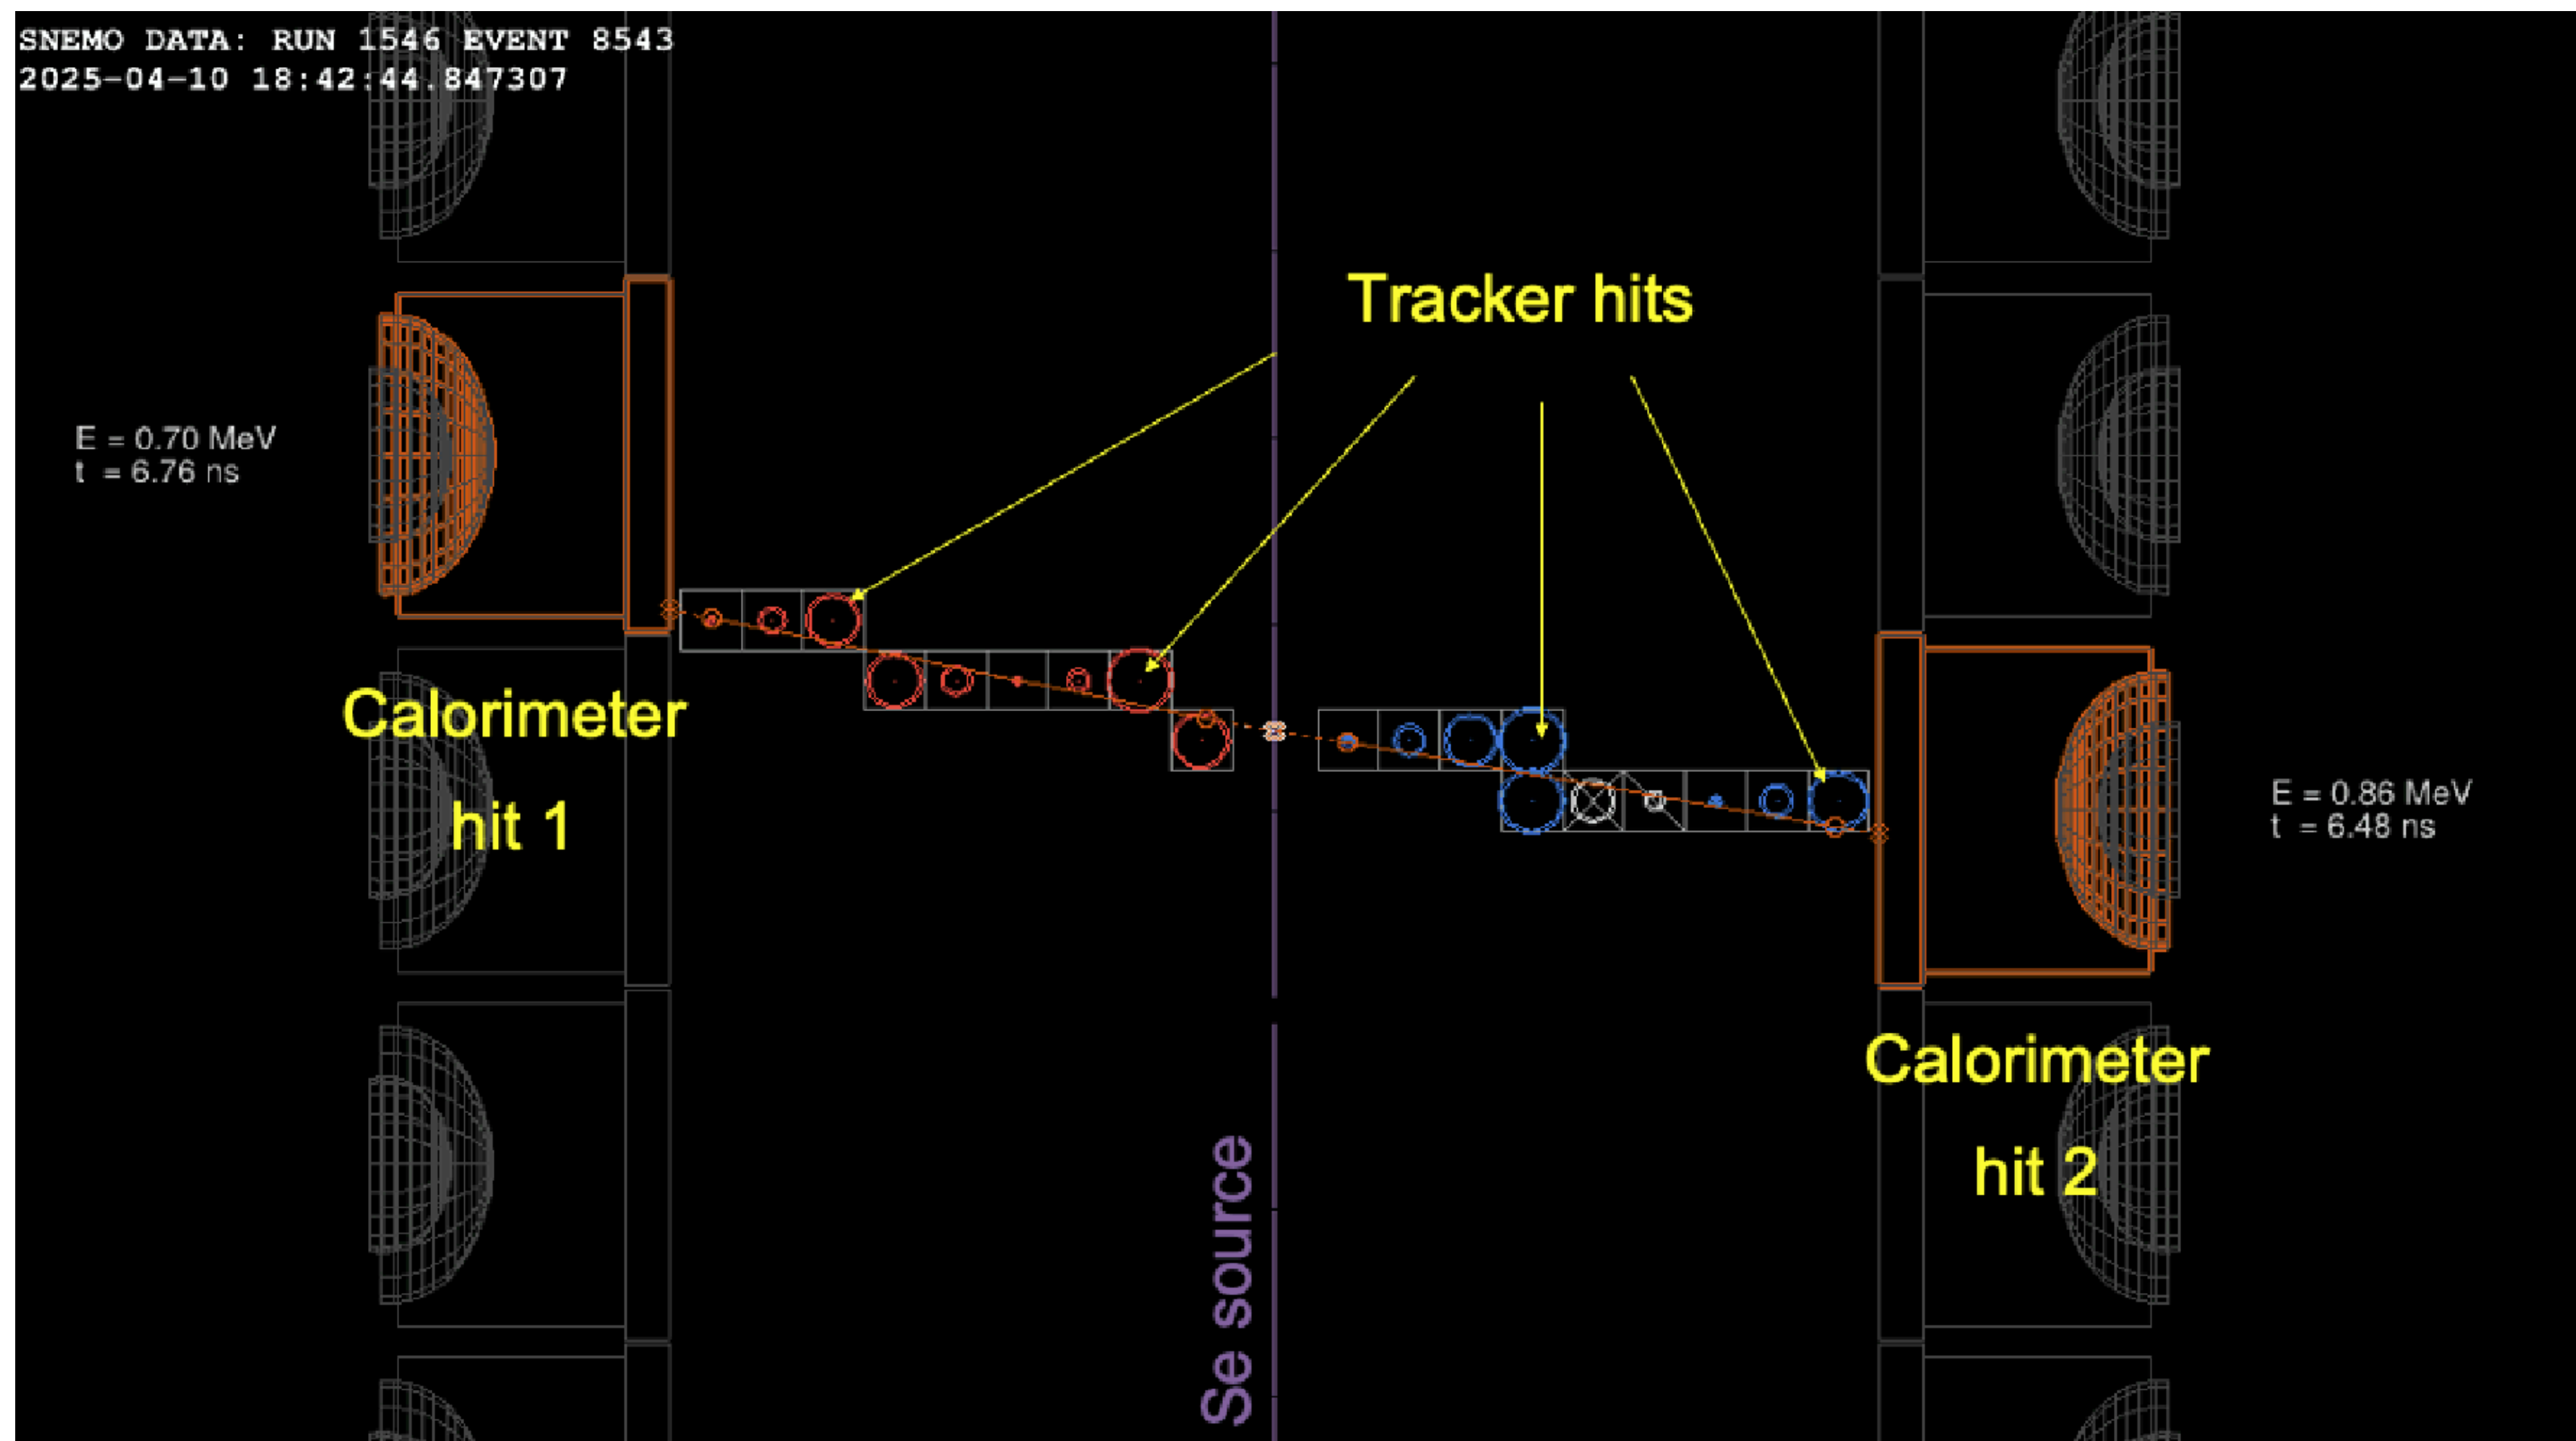 SNEMO DATA: RUN 1546 EVENT 8543
2025-04-10 18:42:44.847307
Tracker hits
E = 0.70 MeV
t = 6.76 ns
Calorimeter
hit 1
E = 0.86 MeV
t = 6.48 ns
Calorimeter
hit 2
Se source